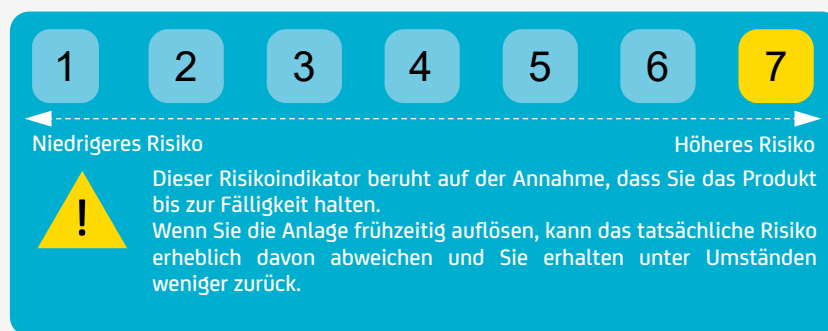 1 2 3 4 5 6 7
Niedrigeres Risiko Höheres Risiko
! Dieser Risikoindikator beruht auf der Annahme, dass Sie das Produkt
bis zur Fälligkeit halten.
Wenn Sie die Anlage frühzeitig auflösen, kann das tatsächliche Risiko
erheblich davon abweichen und Sie erhalten unter Umständen
weniger zurück.